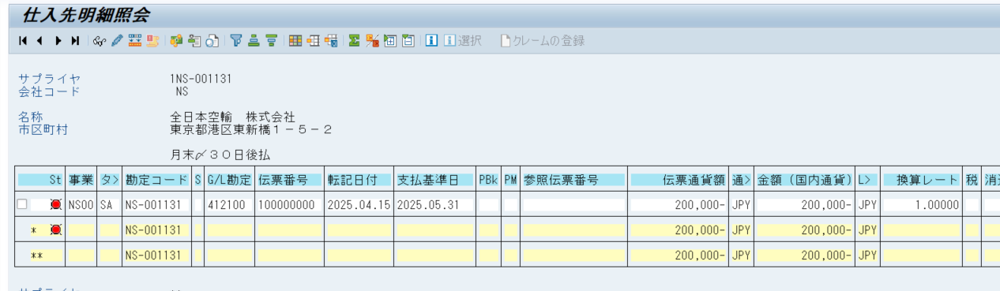 仕入先明細照会
選択 クレームの登録
サプライヤ 1NS-001131
会社コード NS
名称 全日本空輸 株式会社
市区町村 東京都港区東新橋1-5-2
月末〆30日後払
St 事業 タ> 勘定コード S G/L勘定 伝票番号 転記日付 支払基準日 PBk PM 参照伝票番号 伝票通貨額 通> 金額(国内通貨) L> 換算レート 税
NS00 SA NS-001131 412100 100000000 2025.04.15 2025.05.31 200,000- JPY 200,000- JPY 1.00000
* NS-001131 200,000- JPY 200,000- JPY
** NS-001131 200,000- JPY 200,000- JPY